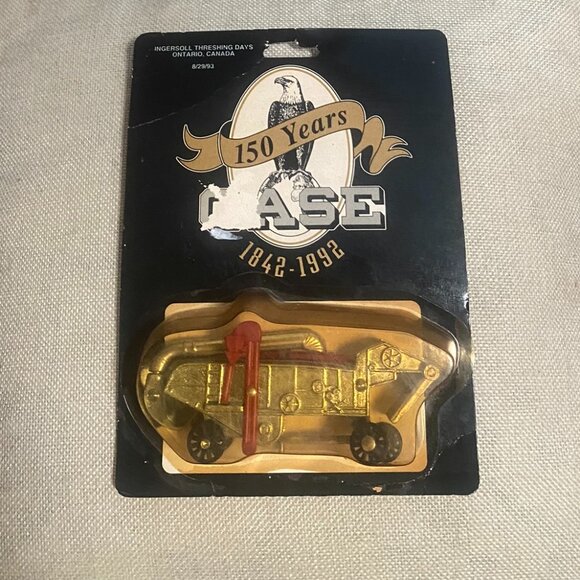 INGERSOLL THRESHING DAYS
ONTARIO, CANADA
8/29/93
150 Years
CASE
1842-1992